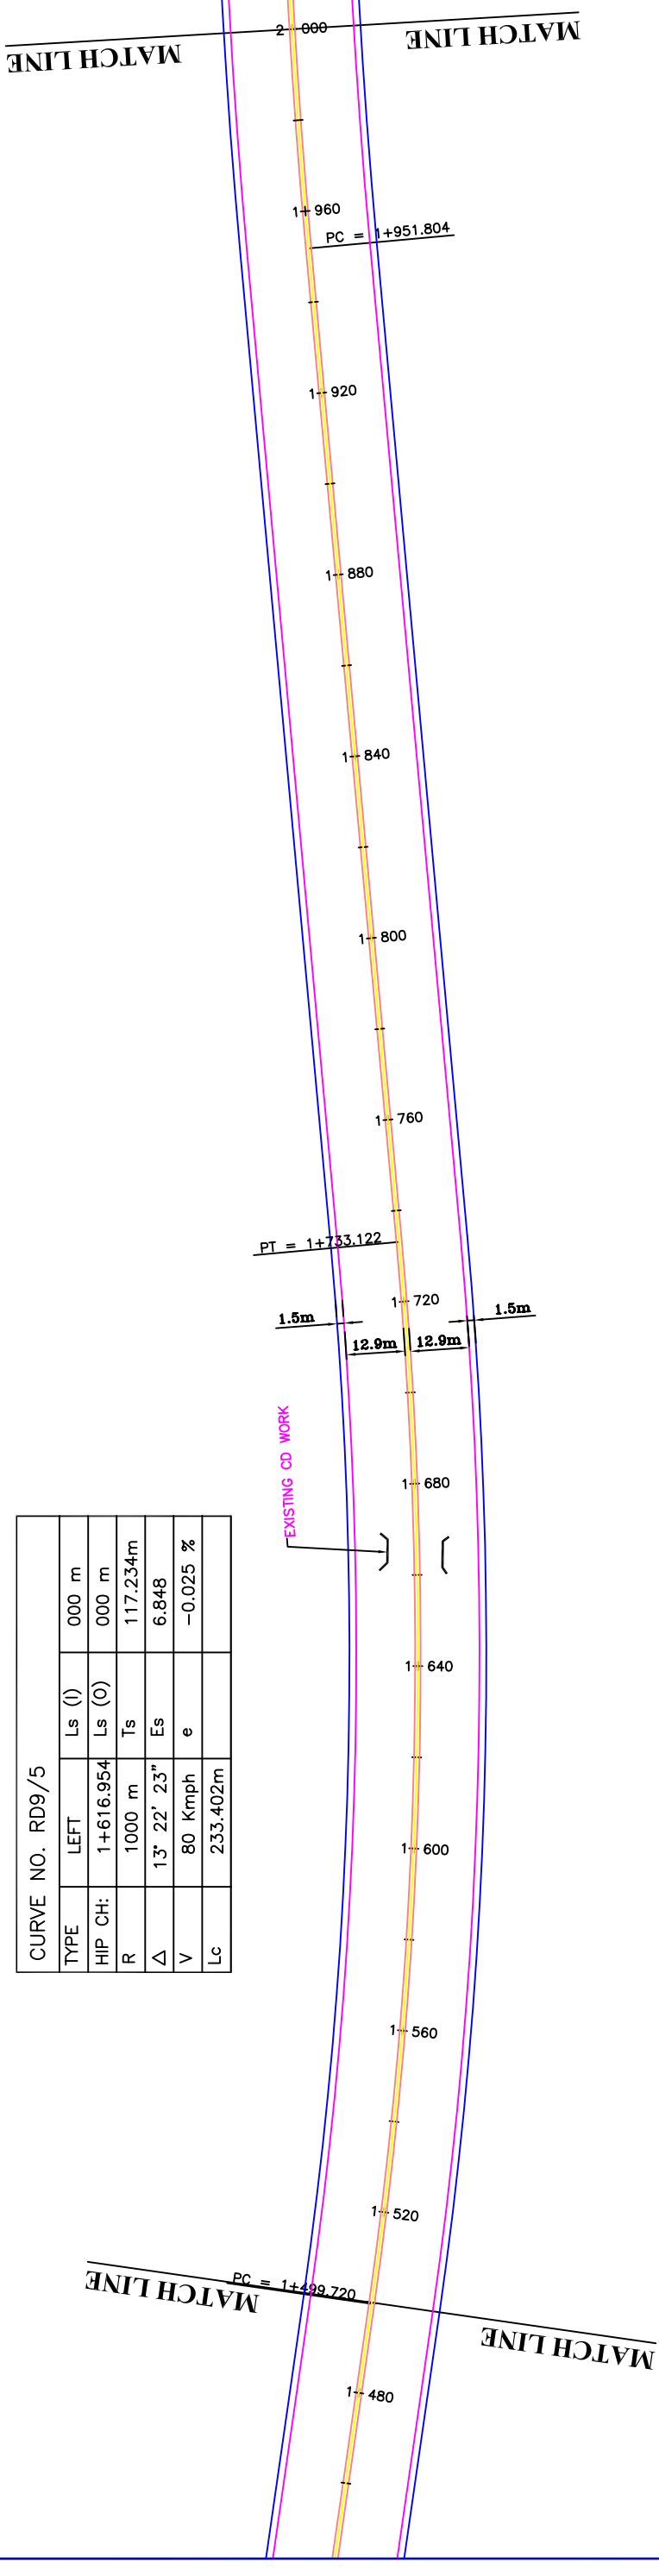 2+000
MATCH LINE
MATCH LINE
1+960
PC = 1+951.804
1+920
1+880
1+840
1+800
1+760
PT = 1+733.122
1+720
1.5m
12.9m
12.9m
1.5m
EXISTING CD WORK
1+680
1+640
1+600
1+560
1+520
CURVE NO. RD9/5
TYPE LEFT Ls (I) 000 m
HIP CH: 1+616.954 Ls (O) 000 m
R 1000 m Ts 117.234m
Δ 13° 22' 23" Es 6.848
V 80 Kmph e -0.025 %
Lc 233.402m
PC = 1+499.720
MATCH LINE
MATCH LINE
1+480